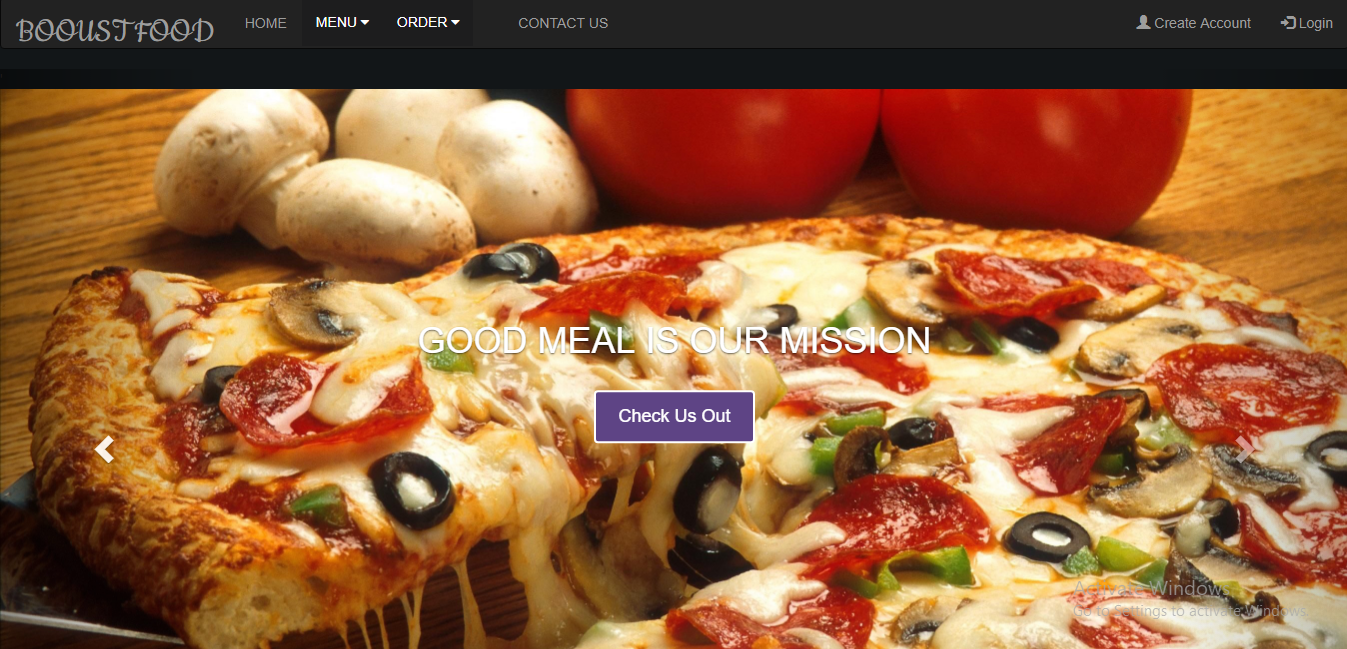 BOOUSTFOOD HOME MENU ORDER CONTACT US Create Account Login
GOOD MEAL IS OUR MISSION
Check Us Out
Activate Windows
Go to Settings to activate Windows.